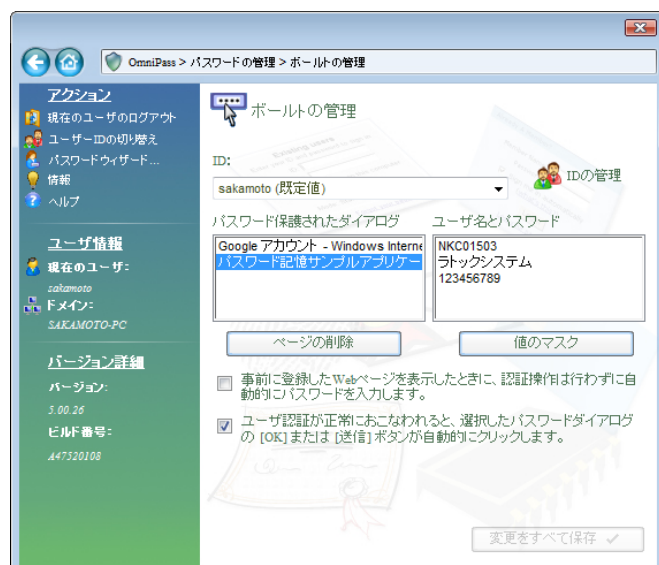 OmniPass > パスワードの管理 > ボールトの管理
アクション
現在のユーザのログアウト
ユーザーIDの切り替え
パスワードウィザード...
情報
ヘルプ
ユーザ情報
現在のユーザ:
sakamoto
ドメイン:
SAKAMOTO-PC
バージョン詳細
バージョン:
5.00.26
ビルド番号:
A47520108
ボールトの管理
ID:
sakamoto (既定値)
IDの管理
パスワード保護されたダイアログ
ユーザ名とパスワード
Google アカウント - Windows Interne
パスワード記憶サンプルアプリケー
NKC01503
ラトックシステム
123456789
ページの削除
値のマスク
事前に登録したWebページを表示したときに、認証操作は行わずに自
動的にパスワードを入力します。
ユーザ認証が正常におこなわれると、選択したパスワードダイアログ
の [OK] または [送信] ボタンが自動的にクリックします。
変更をすべて保存